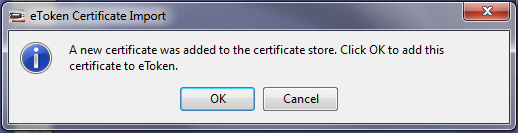 eToken Certificate Import
A new certificate was added to the certificate store. Click OK to add this
certificate to eToken.
OK
Cancel